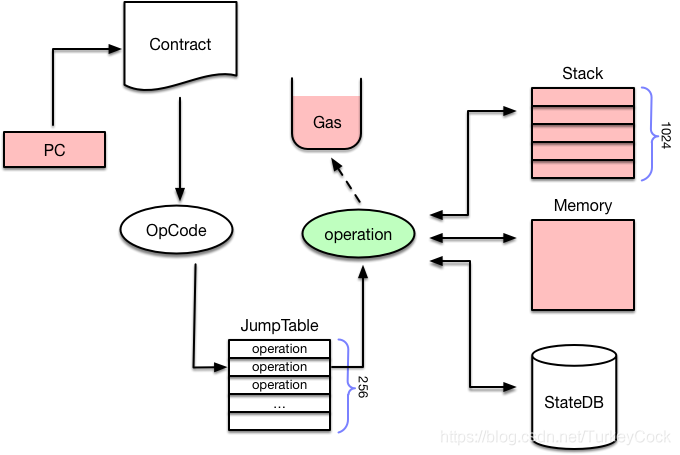 Contract
PC
Gas
Stack
1024
OpCode
operation
Memory
JumpTable
operation
operation
operation
...
256
StateDB
https://blog.csdn.net/TurkeyCock